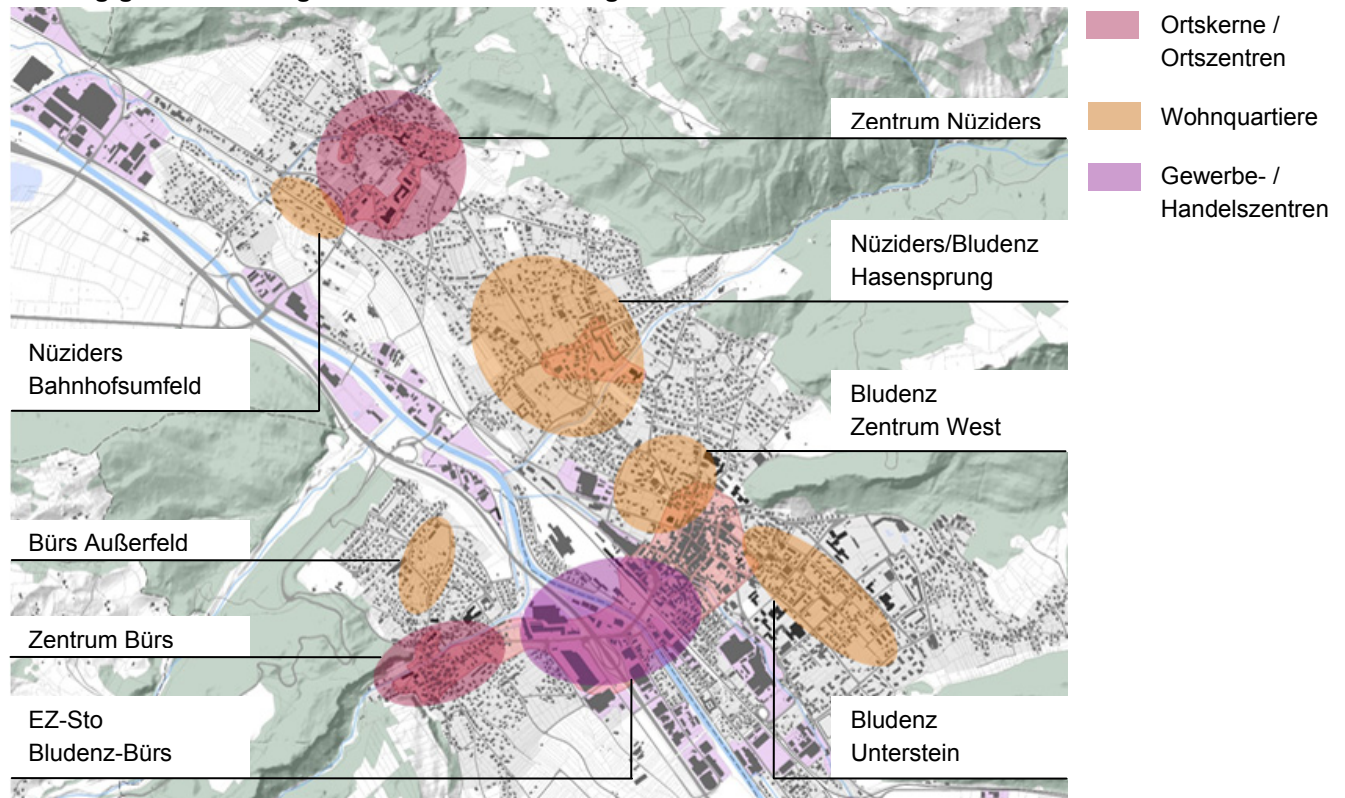 Ortskerne /
Ortszentren
Wohnquartiere
Gewerbe- /
Handelszentren
Zentrum Nüziders
Nüziders/Bludenz
Hasensprung
Nüziders
Bahnhofsumfeld
Bludenz
Zentrum West
Bürs Außerfeld
Zentrum Bürs
EZ-Sto
Bludenz-Bürs
Bludenz
Unterstein